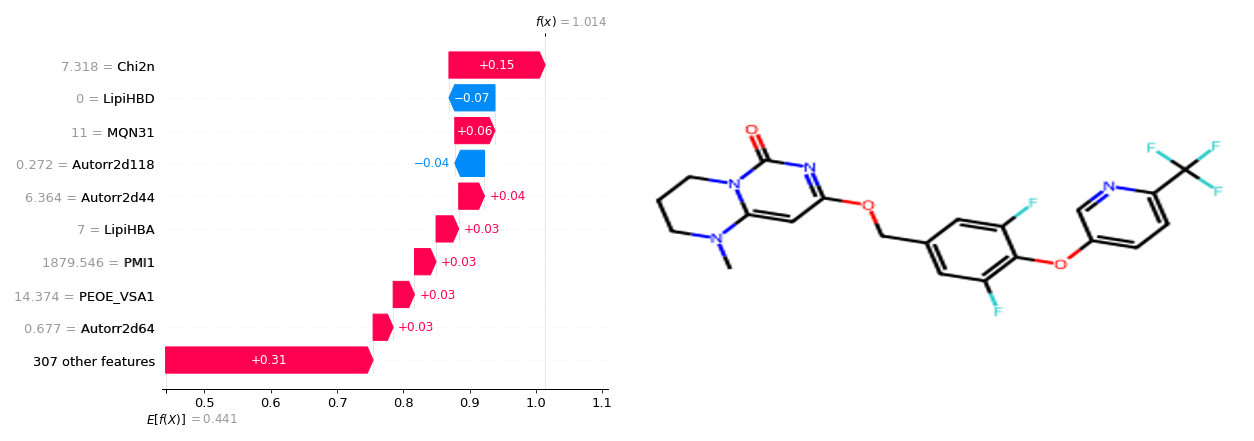 f(x) = 1.014
7.318 = Chi2n
+0.15
0 = LipiHBD
−0.07
11 = MQN31
+0.06
0.272 = Autorr2d118
−0.04
6.364 = Autorr2d44
+0.04
7 = LipiHBA
+0.03
1879.546 = PMI1
+0.03
14.374 = PEOE_VSA1
+0.03
0.677 = Autorr2d64
+0.03
307 other features
+0.31
0.5 0.6 0.7 0.8 0.9 1.0 1.1
E[f(X)] = 0.441
O
N
N
N
O
F
F
O
N
F
F
F